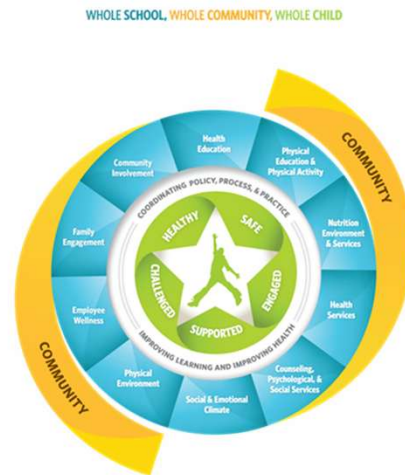 WHOLE SCHOOL, WHOLE COMMUNITY, WHOLE CHILD
COMMUNITY
Health
Education
Physical
Education &
Physical Activity
Nutrition
Environment
& Services
Health
Services
Counseling,
Psychological, &
Social Services
Social & Emotional
Climate
Physical
Environment
Employee
Wellness
Family
Engagement
Community
Involvement
COORDINATING POLICY, PROCESS, & PRACTICE
HEALTHY
SAFE
ENGAGED
SUPPORTED
CHALLENGED
IMPROVING LEARNING AND IMPROVING HEALTH
COMMUNITY